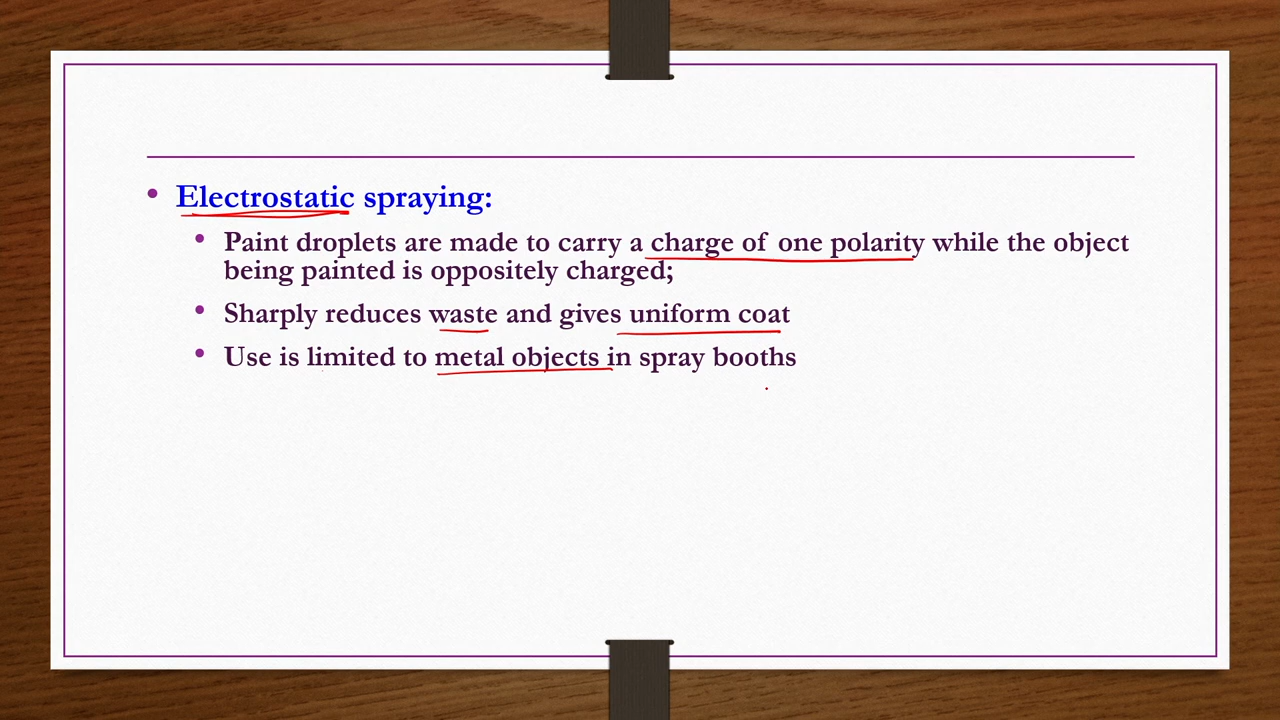 • Electrostatic spraying:
• Paint droplets are made to carry a charge of one polarity while the object
being painted is oppositely charged;
• Sharply reduces waste and gives uniform coat
• Use is limited to metal objects in spray booths